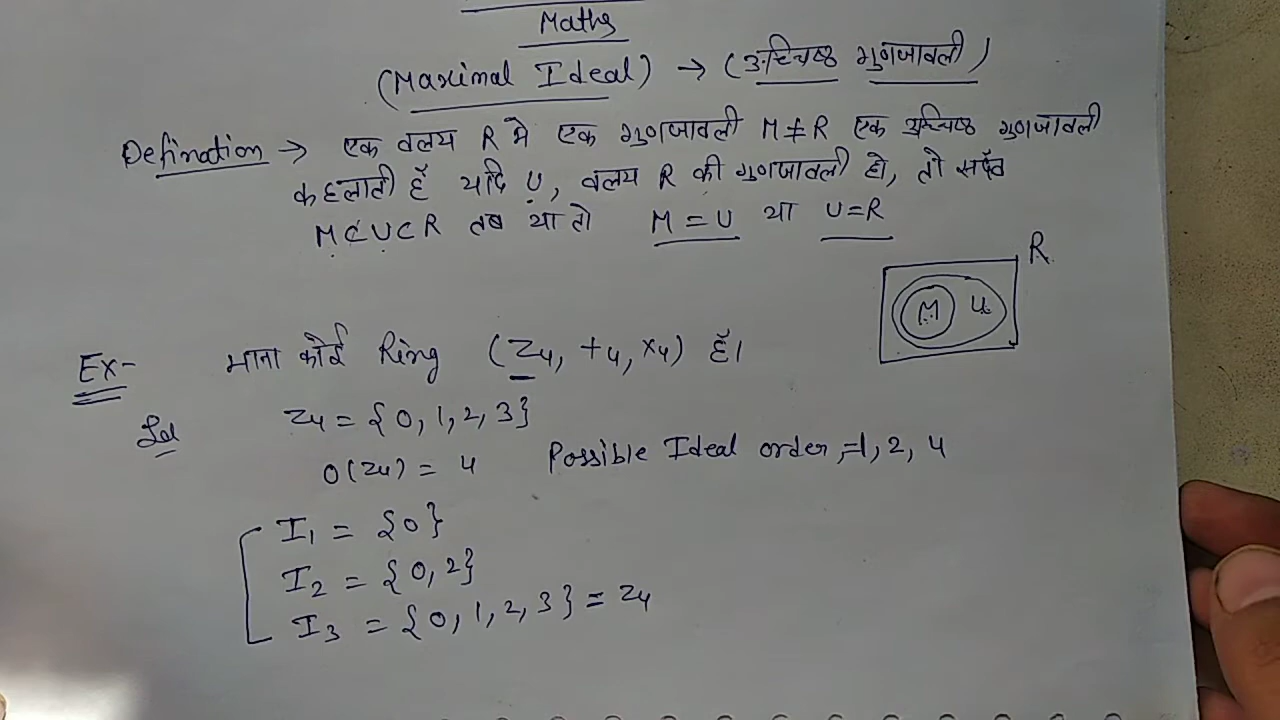 Maths
(Maximal Ideal) → (उच्चिष्ठ गुणजावली)
Defination → एक वलय R मे एक गुणजावली M ≠ R एक उच्चिष्ठ गुणजावली
कहलाती हैं यदि U, वलय R की गुणजावली हो, तो सदैव
M⊄U⊂R तब या तो M = U या U=R
R
M U
Ex- माना कोई Ring (Z4, +4, ×4) हैं।
Let Z4 = {0, 1, 2, 3}
O(Z4) = 4 Possible Ideal order, =1, 2, 4
I1 = {0}
I2 = {0, 2}
I3 = {0, 1, 2, 3} = Z4